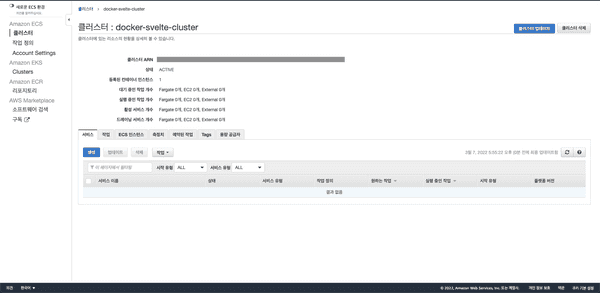 새로운 ECS 환경
Amazon ECS
클러스터
작업 정의
Account Settings
Amazon EKS
Clusters
Amazon ECR
리포지토리
AWS Marketplace
소프트웨어 검색
구독
클러스터 > docker-svelte-cluster
클러스터 : docker-svelte-cluster
클러스터 업데이트
클러스터 삭제
클러스터에 있는 리소스의 현황을 상세히 볼 수 있습니다.
클러스터 ARN
상태 ACTIVE
등록된 컨테이너 인스턴스 1
대기 중인 작업 개수 Fargate 0개, EC2 0개, External 0개
실행 중인 작업 개수 Fargate 0개, EC2 0개, External 0개
활성 서비스 개수 Fargate 0개, EC2 0개, External 0개
드레이닝 서비스 개수 Fargate 0개, EC2 0개, External 0개
서비스 작업 ECS 인스턴스 측정치 예약된 작업 Tags 용량 공급자
생성 업데이트 삭제 작업
이 페이지에서 필터링 시작 유형 ALL 서비스 유형 ALL
서비스 이름 상태 서비스 유형 작업 정의 원하는 작업 실행 중인 작업 시작 유형 플랫폼 버전
결과 없음
의견 한국어
© 2022, Amazon Web Services, Inc. 또는 계열사. 개인 정보 보호 약관 쿠키 기본 설정